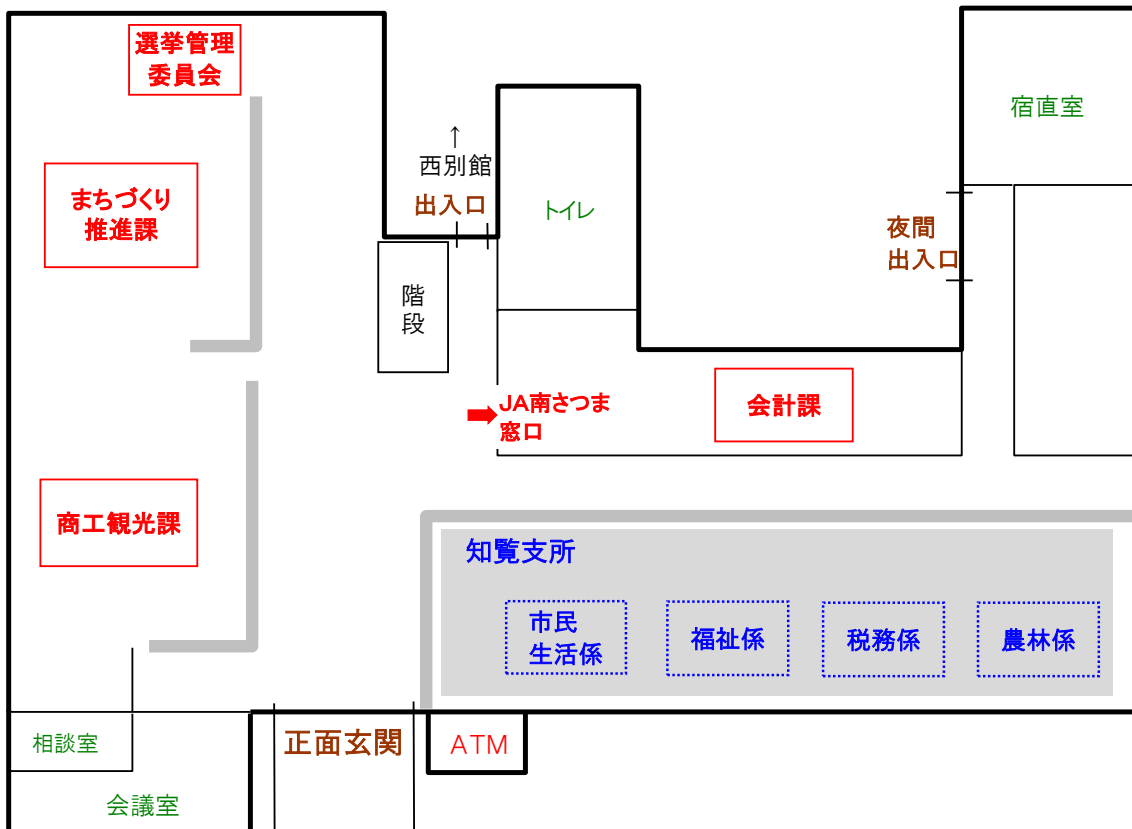 選挙管理
委員会
宿直室
↑
西別館
出入口
まちづくり
推進課
トイレ
夜間
出入口
階
段
JA南さつま
窓口
会計課
商工観光課
知覧支所
市民
生活係
福祉係
税務係
農林係
相談室
正面玄関
ATM
会議室